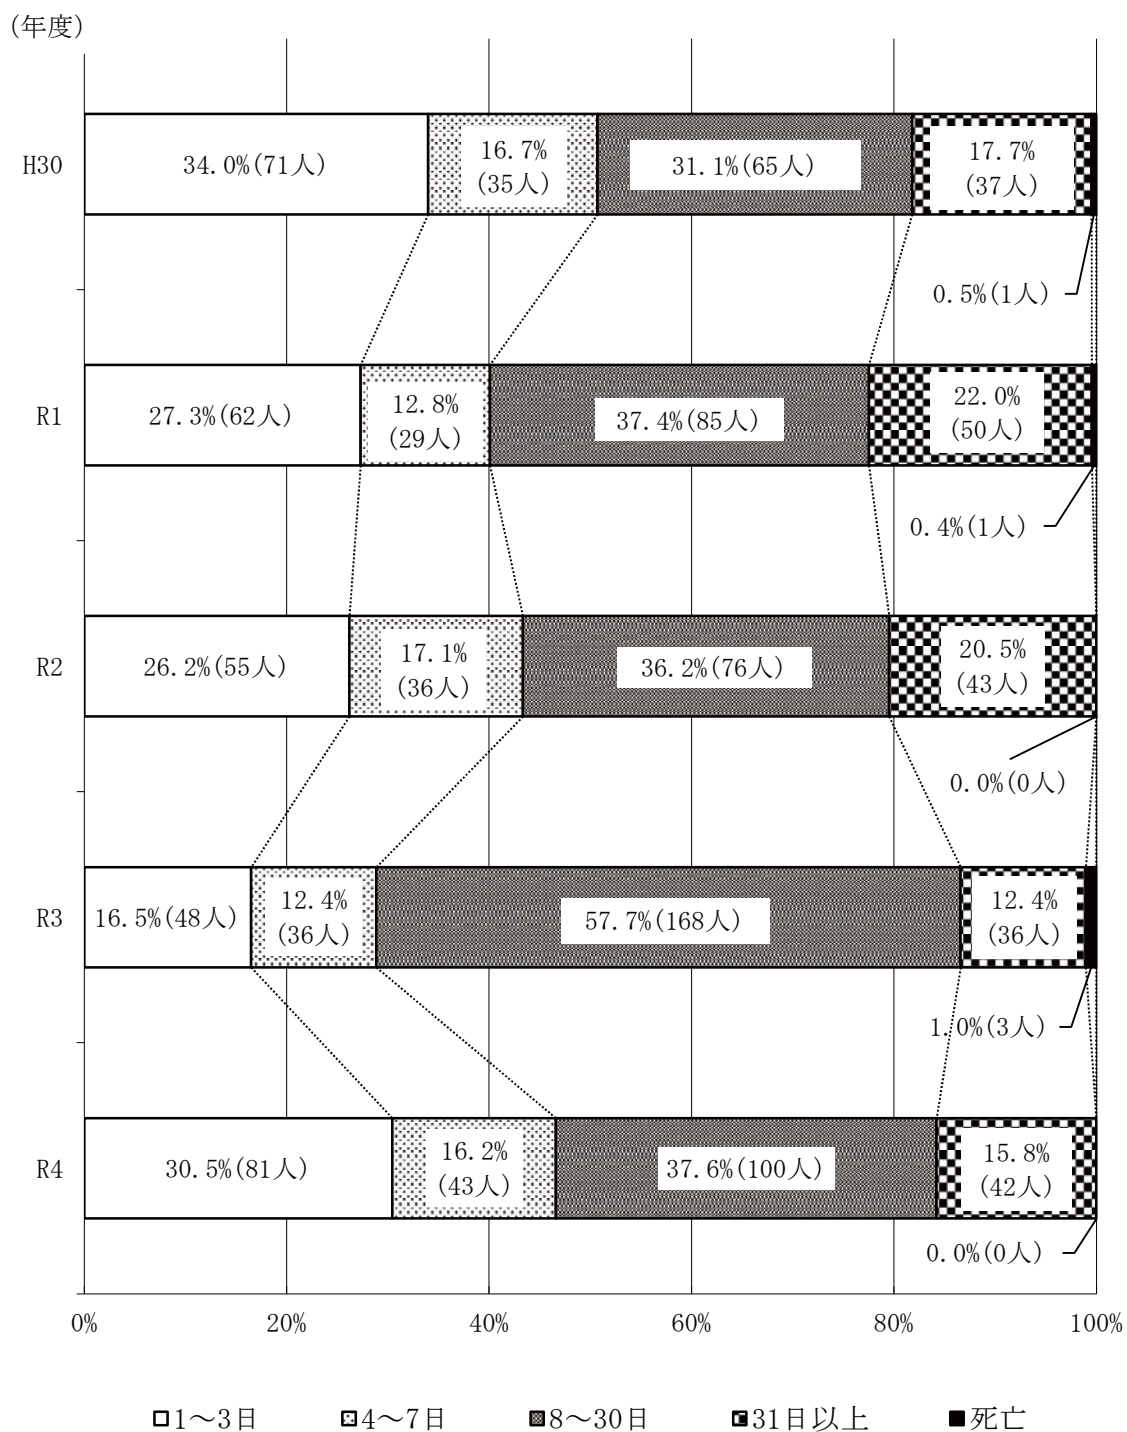 (年度)
H30
34.0%(71人)
16.7%
(35人)
31.1%(65人)
17.7%
(37人)
0.5%(1人)
R1
27.3%(62人)
12.8%
(29人)
37.4%(85人)
22.0%
(50人)
0.4%(1人)
R2
26.2%(55人)
17.1%
(36人)
36.2%(76人)
20.5%
(43人)
0.0%(0人)
R3
16.5%(48人)
12.4%
(36人)
57.7%(168人)
12.4%
(36人)
1.0%(3人)
R4
30.5%(81人)
16.2%
(43人)
37.6%(100人)
15.8%
(42人)
0.0%(0人)
0% 20% 40% 60% 80% 100%
1～3日 4～7日 8～30日 31日以上 死亡